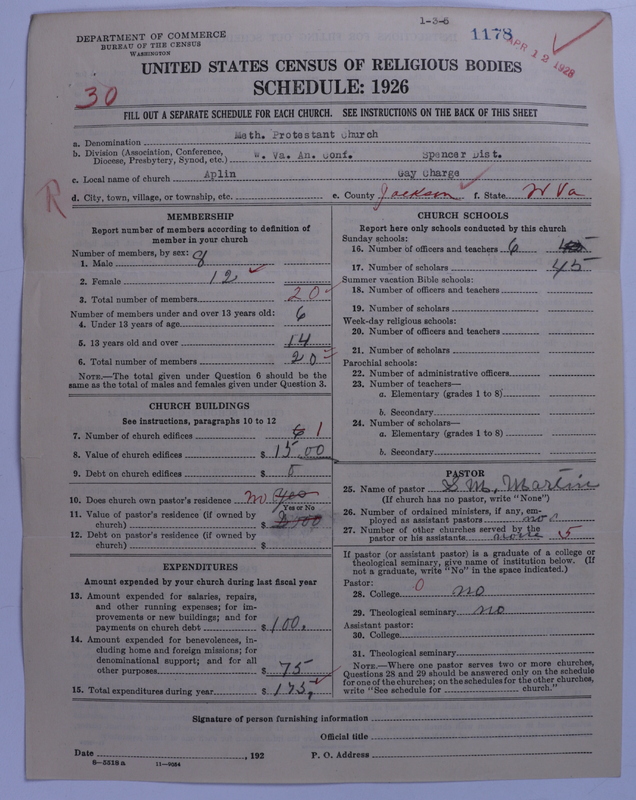 1-3-5
DEPARTMENT OF COMMERCE
BUREAU OF THE CENSUS
WASHINGTON
1178
APR 12 1928
UNITED STATES CENSUS OF RELIGIOUS BODIES
30
SCHEDULE: 1926
FILL OUT A SEPARATE SCHEDULE FOR EACH CHURCH. SEE INSTRUCTIONS ON THE BACK OF THIS SHEET
a. Denomination Meth. Protestant Church
b. Division (Association, Conference, Diocese, Presbytery, Synod, etc.) W. Va. An. Conf. Spencer Dist.
c. Local name of church Aplin Gay Charge
R
d. City, town, village, or township, etc. e. County Jackson f. State W Va
MEMBERSHIP
Report number of members according to definition of
member in your church
Number of members, by sex:
1. Male 8
2. Female 12
3. Total number of members 20
Number of members under and over 13 years old:
4. Under 13 years of age 6
5. 13 years old and over 14
6. Total number of members 20
NOTE.—The total given under Question 6 should be the
same as the total of males and females given under Question 3.
CHURCH BUILDINGS
See instructions, paragraphs 10 to 12
7. Number of church edifices 1
8. Value of church edifices $ 15.00
9. Debt on church edifices $
10. Does church own pastor's residence no yes
Yes or No
11. Value of pastor's residence (if owned by
church) $
12. Debt on pastor's residence (if owned by
church) $
EXPENDITURES
Amount expended by your church during last fiscal year
13. Amount expended for salaries, repairs,
and other running expenses; for im-
provements or new buildings; and for
payments on church debt $ 100.
14. Amount expended for benevolences, in-
cluding home and foreign missions; for
denominational support; and for all
other purposes $ 75
15. Total expenditures during year $ 175
CHURCH SCHOOLS
Report here only schools conducted by this church
Sunday schools:
16. Number of officers and teachers 6
17. Number of scholars 45
Summer vacation Bible schools:
18. Number of officers and teachers
19. Number of scholars
Week-day religious schools:
20. Number of officers and teachers
21. Number of scholars
Parochial schools:
22. Number of administrative officers
23. Number of teachers—
a. Elementary (grades 1 to 8)
b. Secondary
24. Number of scholars—
a. Elementary (grades 1 to 8)
b. Secondary
PASTOR
25. Name of pastor S. M. Martin
(If church has no pastor, write "None")
26. Number of ordained ministers, if any, em-
ployed as assistant pastors
27. Number of other churches served by the
pastor or his assistants 5
If pastor (or assistant pastor) is a graduate of a college or
theological seminary, give name of institution below. (If
not a graduate, write "No" in the space indicated.)
Pastor: 0
28. College no
29. Theological seminary no
Assistant pastor:
30. College
31. Theological seminary
NOTE.—Where one pastor serves two or more churches,
Questions 28 and 29 should be answered only on the schedule
for one of the churches; on the schedules for the other churches,
write "See schedule for church."
Signature of person furnishing information
Official title
Date , 192 P. O. Address
6—5518a 11—9064